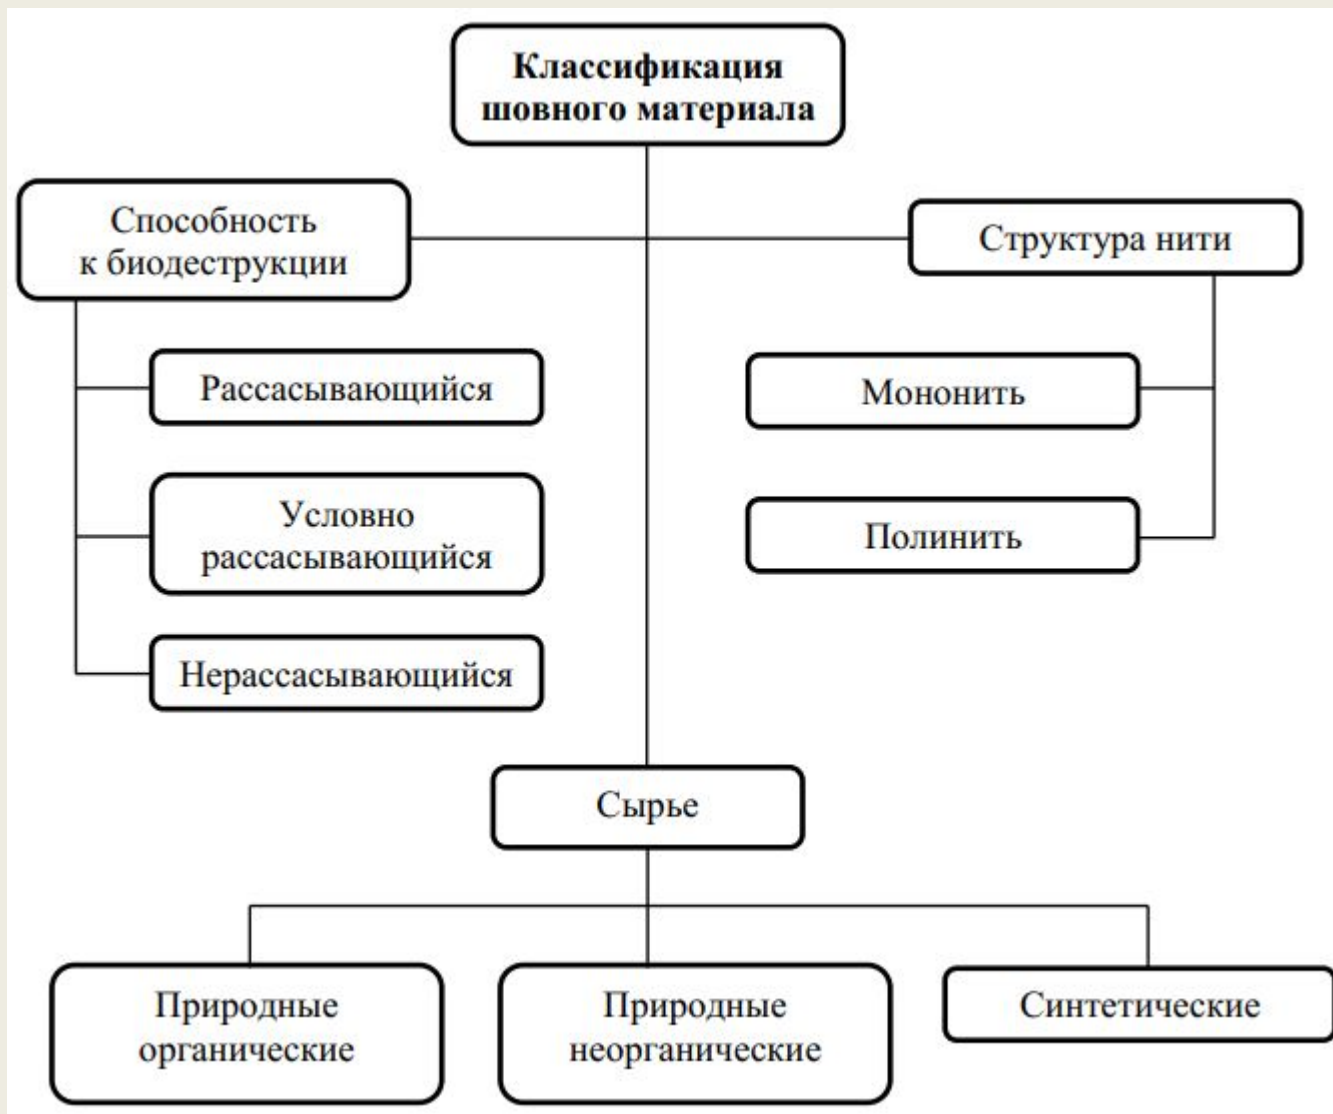 Классификация
шовного материала
Способность
к биодеструкции
Рассасывающийся
Условно
рассасывающийся
Нерассасывающийся
Структура нити
Мононить
Полинить
Сырье
Природные
органические
Природные
неорганические
Синтетические